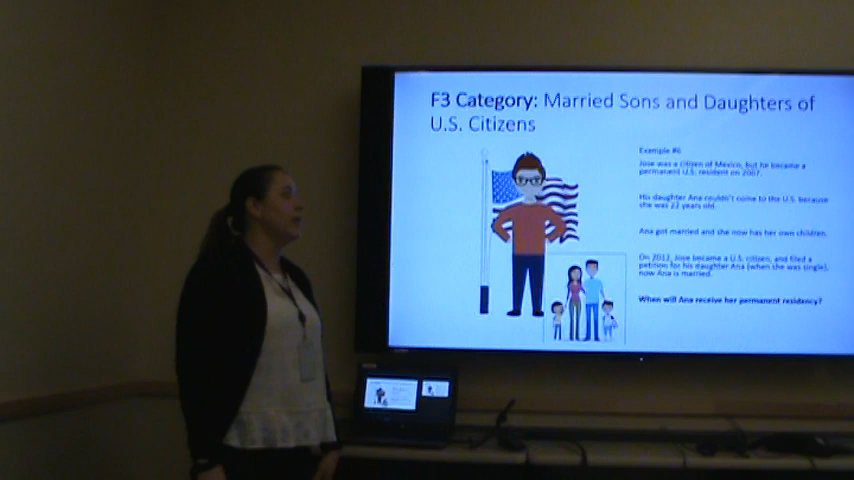 F3 Category: Married Sons and Daughters of
U.S. Citizens
Example #6
Jose was a citizen of Mexico, but he became a
permanent U.S. resident on 2007.
His daughter Ana couldn't come to the U.S. because
she was 22 years old.
Ana got married and she now has her own children.
On 2012, Jose became a U.S. citizen, and filed a
petition for his daughter Ana (when she was single),
now Ana is married.
When will Ana receive her permanent residency?